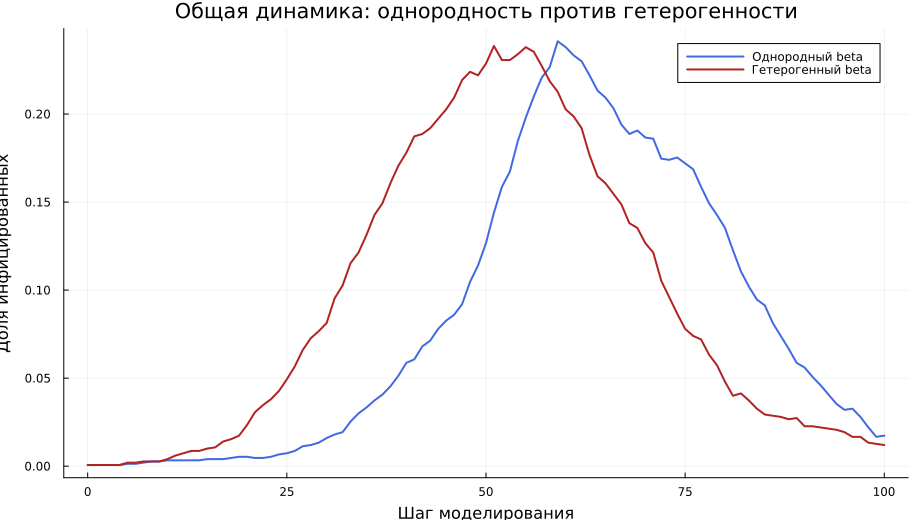 Общая динамика: однородность против гетерогенности
Однородный beta
Гетерогенный beta
Доля инфицированных
0.20
0.15
0.10
0.05
0.00
0
25
50
75
100
Шаг моделирования